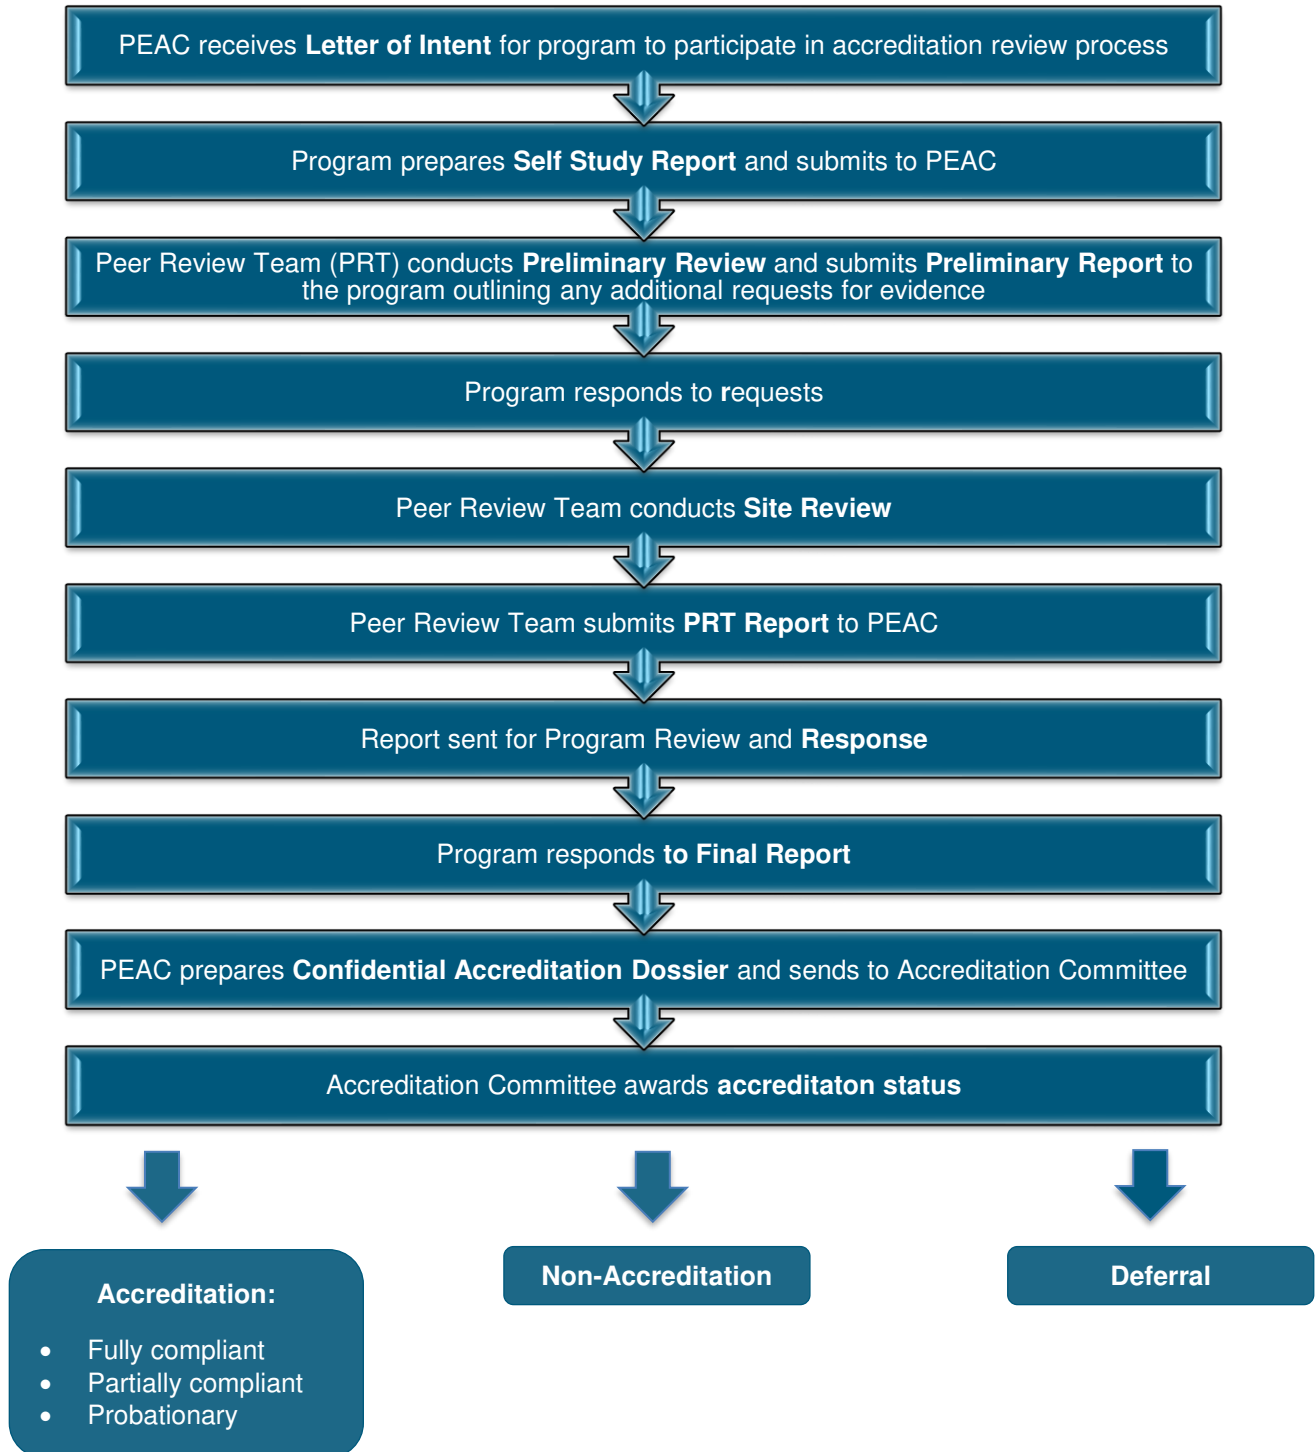 PEAC receives Letter of Intent for program to participate in accreditation review process
Program prepares Self Study Report and submits to PEAC
Peer Review Team (PRT) conducts Preliminary Review and submits Preliminary Report to
the program outlining any additional requests for evidence
Program responds to requests
Peer Review Team conducts Site Review
Peer Review Team submits PRT Report to PEAC
Report sent for Program Review and Response
Program responds to Final Report
PEAC prepares Confidential Accreditation Dossier and sends to Accreditation Committee
Accreditation Committee awards accreditaton status
Accreditation:
• Fully compliant
• Partially compliant
• Probationary
Non-Accreditation
Deferral